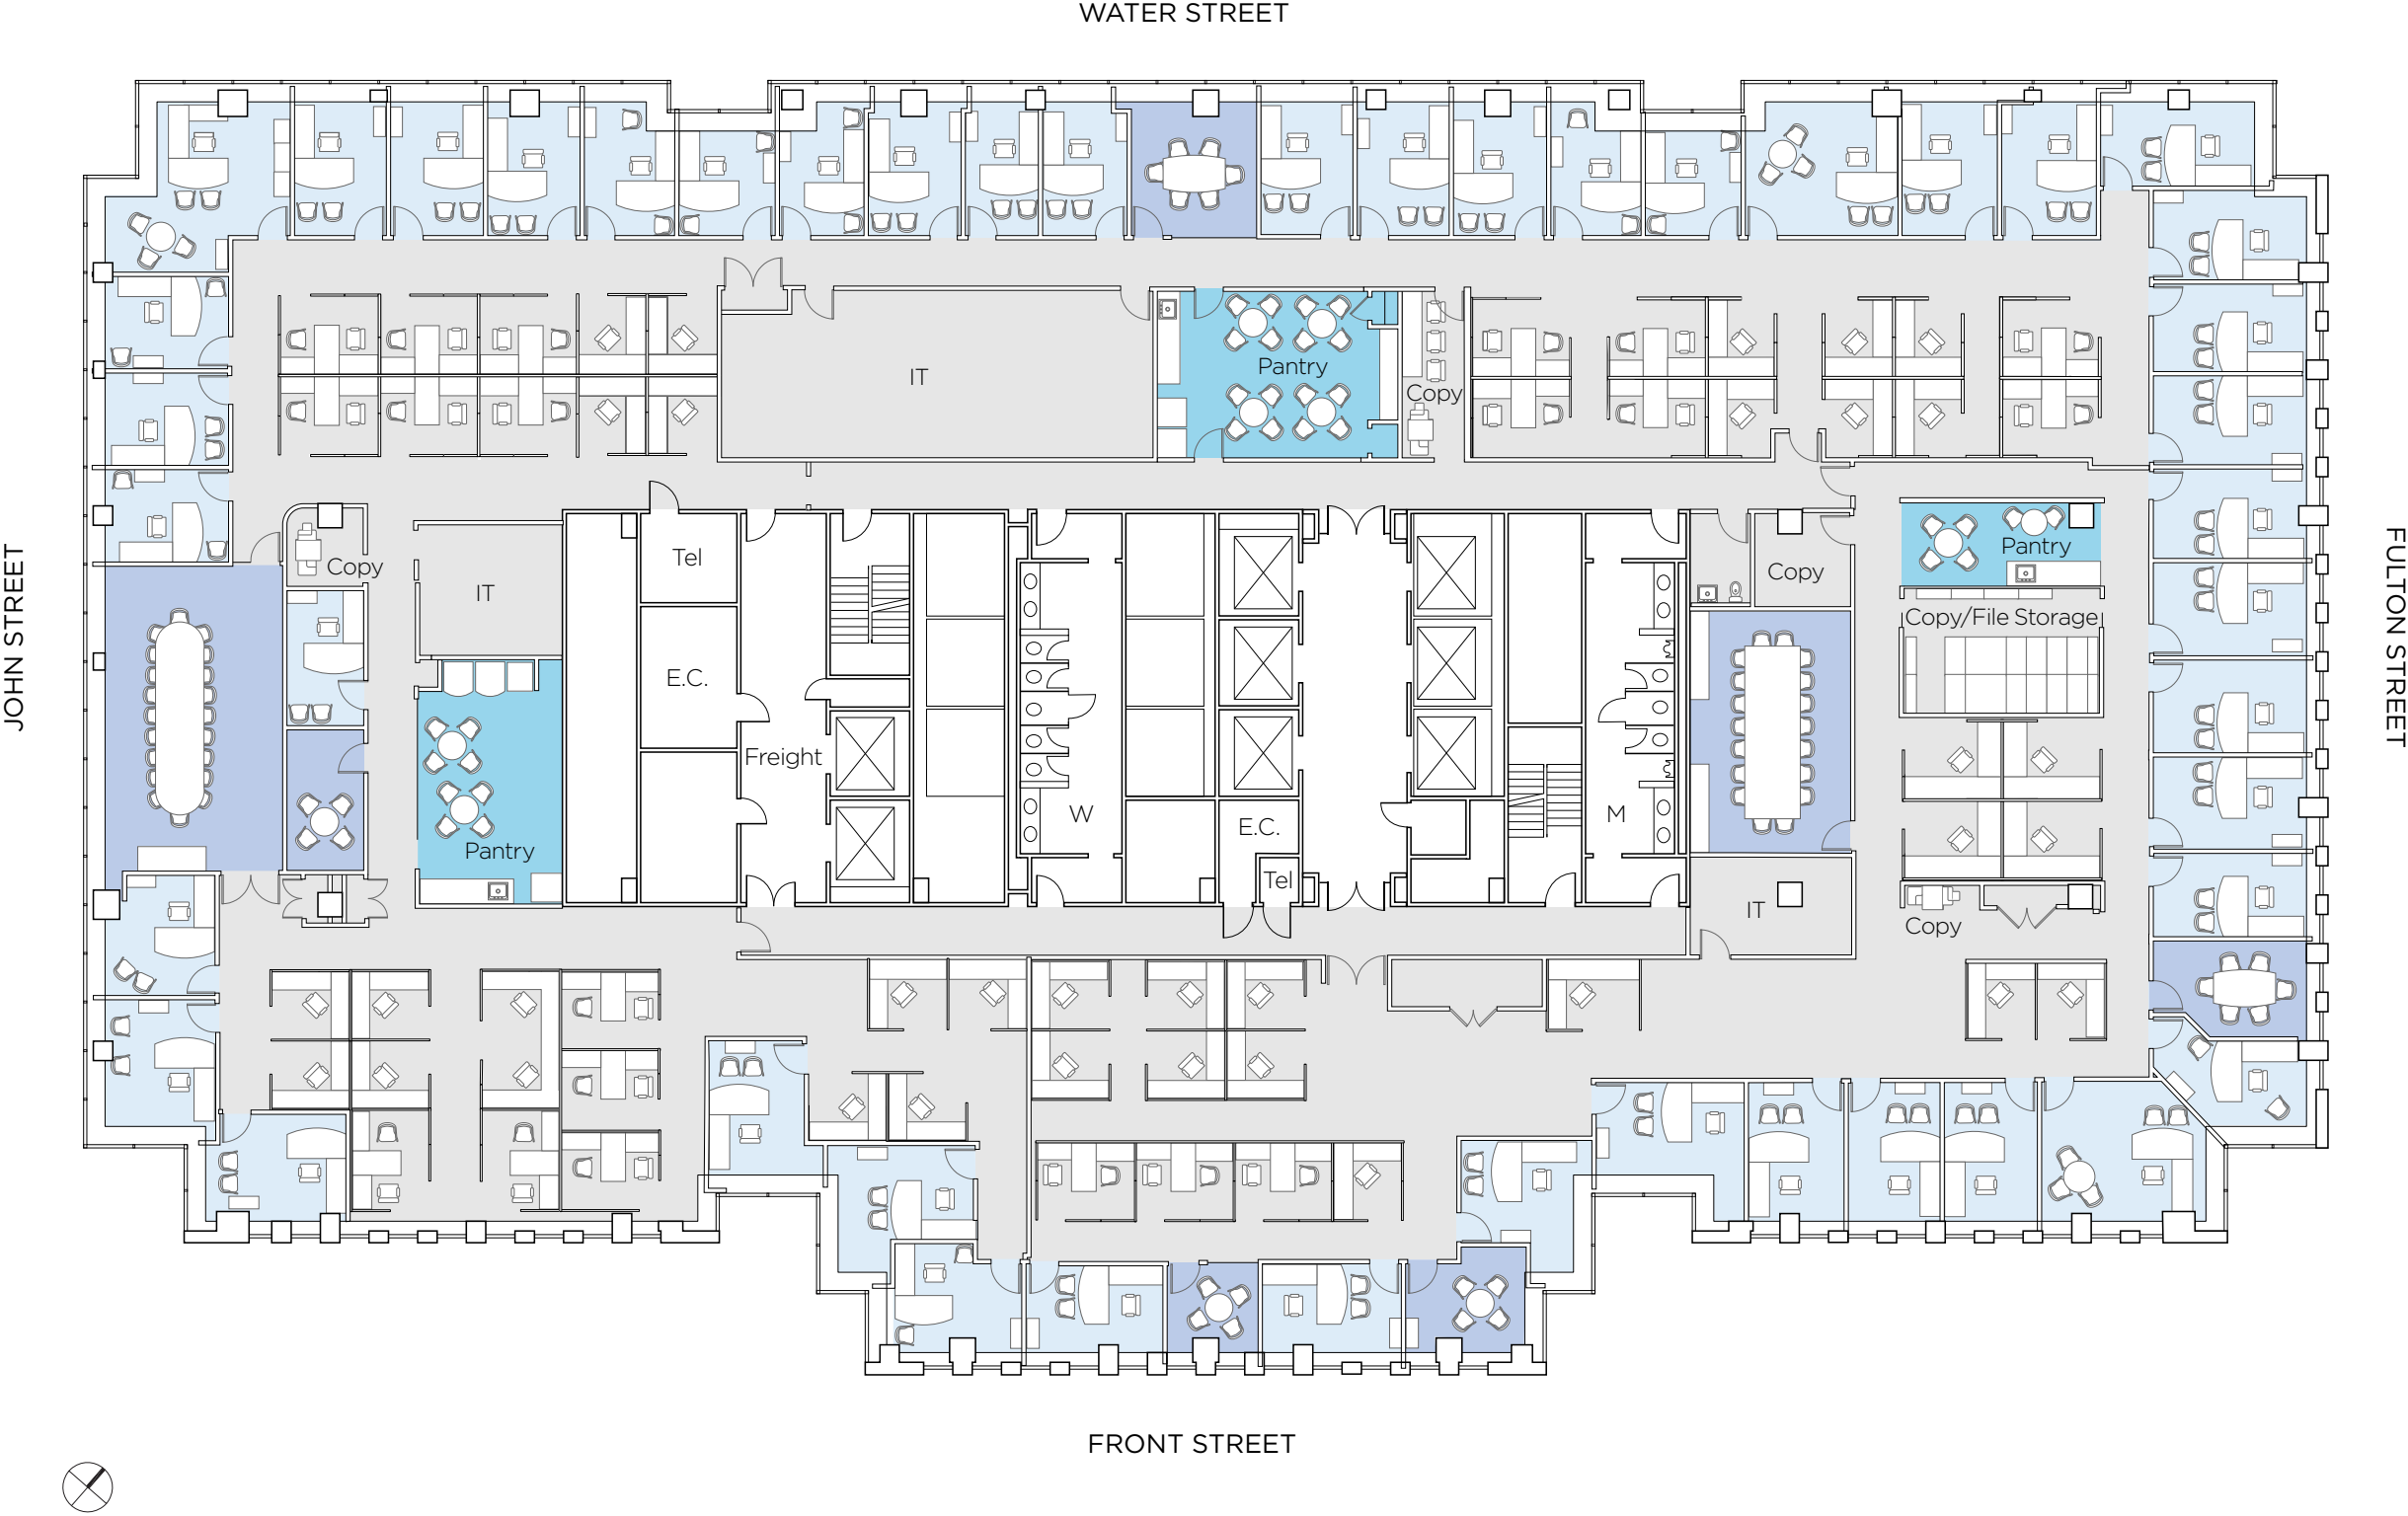 WATER STREET
IT
Pantry
Copy
JOHN STREET
FULTON STREET
Copy
IT
Tel
Copy
Pantry
Copy/File Storage
E.C.
Freight
W
E.C.
M
Pantry
Tel
IT
Copy
FRONT STREET